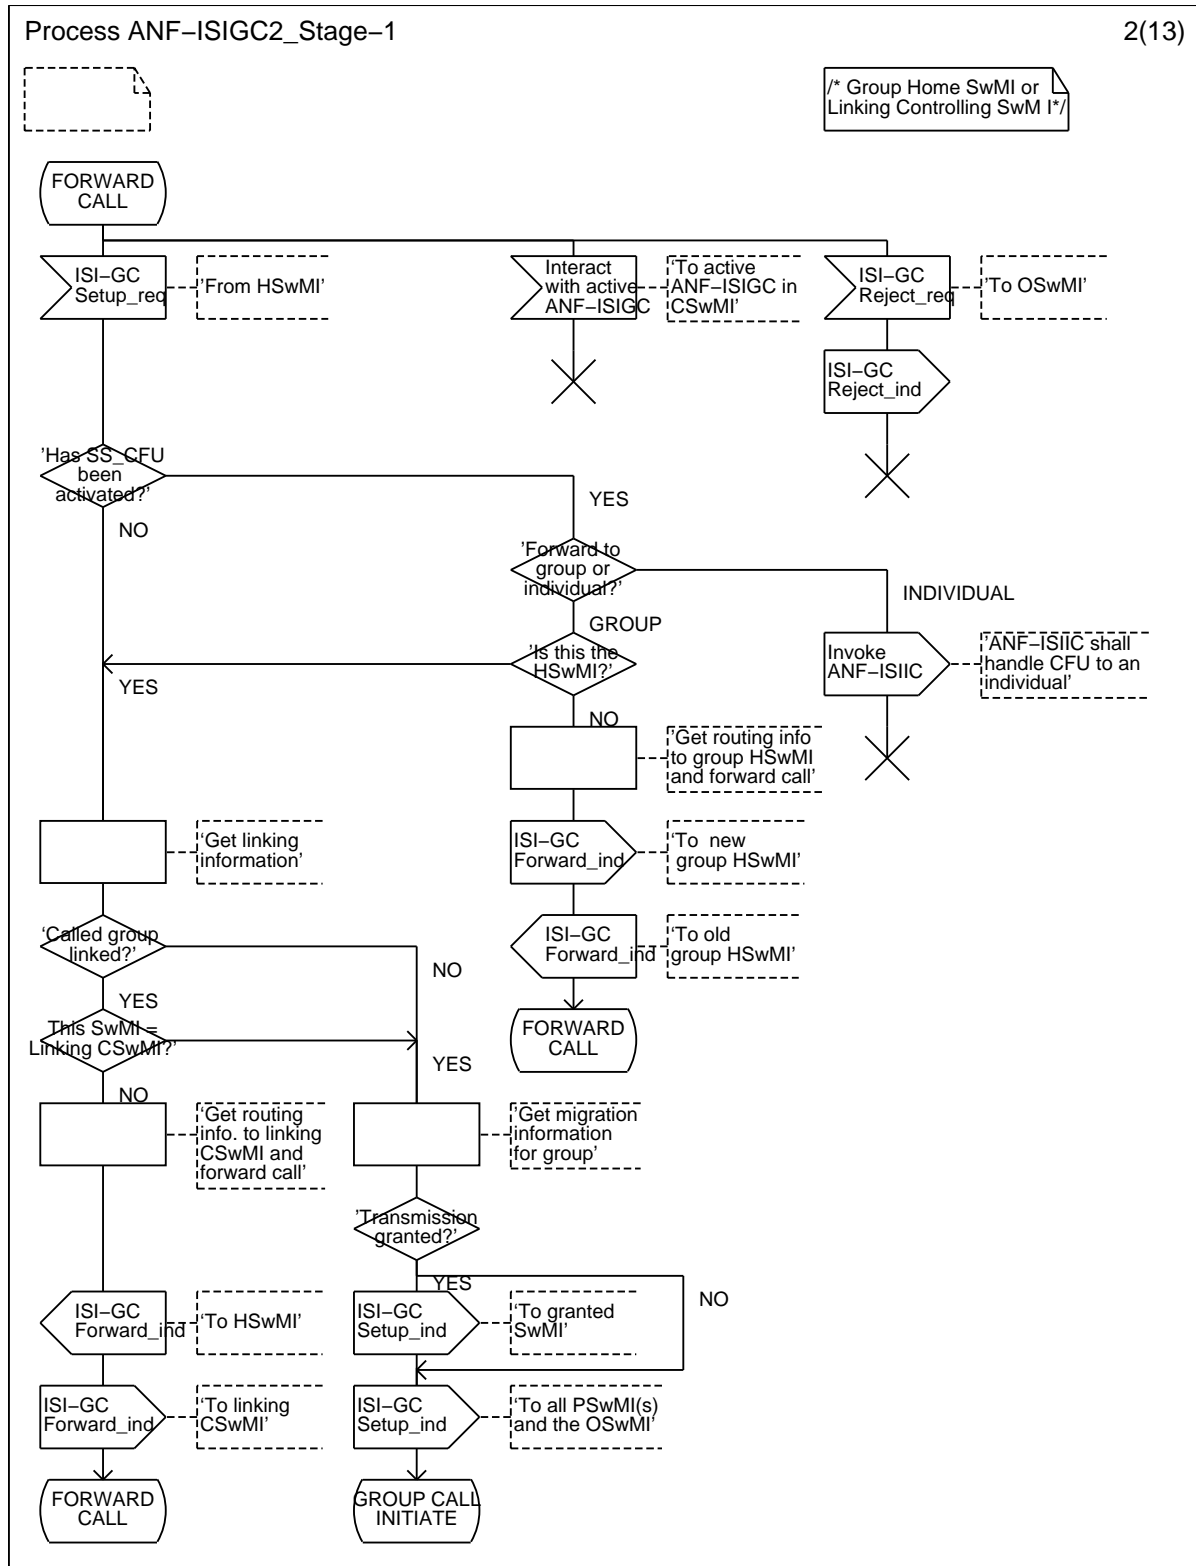 Process ANF−ISIGC2_Stage−1
2(13)
/* Group Home SwMI or
Linking Controlling SwM I*/
FORWARD
CALL
ISI−GC
Setup_req
‘From HSwMI’
Interact
with active
ANF−ISIGC
‘To active
ANF−ISIGC in
CSwMI’
ISI−GC
Reject_req
‘To OSwMI’
ISI−GC
Reject_ind
’Has SS_CFU
been
activated?’
YES
NO
’Forward to
group or
individual?’
INDIVIDUAL
GROUP
’Is this the
HSwMI?’
YES
NO
Invoke
ANF−ISIIC
‘ANF−ISIIC shall
handle CFU to an
individual’
‘Get routing info
to group HSwMI
and forward call’
‘Get linking
information’
ISI−GC
Forward_ind
‘To  new
group HSwMI’
’Called group
linked?’
NO
YES
ISI−GC
Forward_ind
‘To old
group HSwMI’
FORWARD
CALL
This SwMI =
Linking CSwMI?’
YES
NO
‘Get routing
info. to linking
CSwMI and
forward call’
’Get migration
information
for group’
’Transmission
granted?’
YES
NO
ISI−GC
Forward_ind
‘To HSwMI’
ISI−GC
Setup_ind
‘To granted
SwMI’
ISI−GC
Forward_ind
‘To linking
CSwMI’
ISI−GC
Setup_ind
‘To all PSwMI(s)
and the OSwMI’
FORWARD
CALL
GROUP CALL
INITIATE